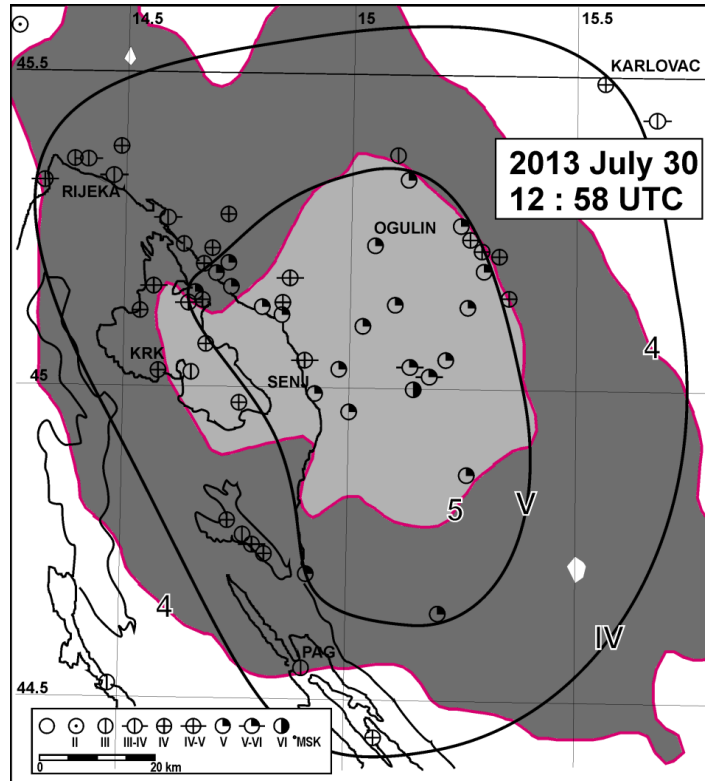 14.5 15 15.5
45.5
KARLOVAC
2013 July 30
12 : 58 UTC
RIJEKA
OGULIN
4
KRK
45
SENJ
5 V
4
IV
PAG
44.5
II III III-IV IV IV-V V V-VI VI °MSK
0 20 km